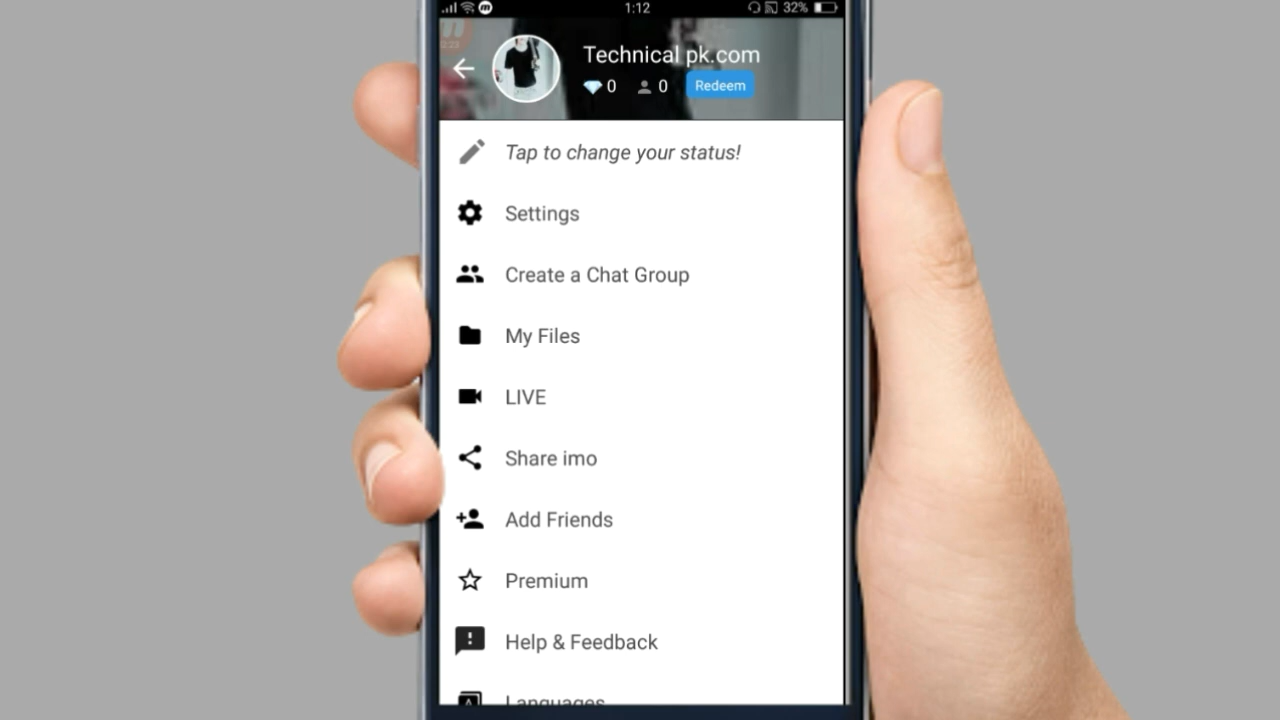 1:12
32%
Technical pk.com
0 0 Redeem
Tap to change your status!
Settings
Create a Chat Group
My Files
LIVE
Share imo
Add Friends
Premium
Help & Feedback
Languages